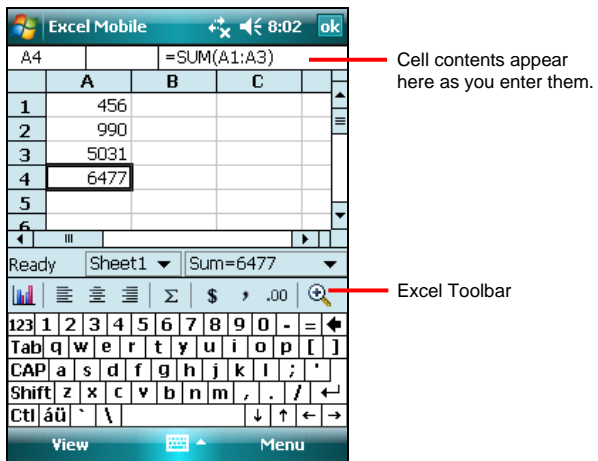 Excel Mobile 8:02 ok
A4 =SUM(A1:A3)
Cell contents appear
here as you enter them.
A B C
1 456
2 990
3 5031
4 6477
5
6
Ready Sheet1 Sum=6477
Σ $ , .00
Excel Toolbar
123 1 2 3 4 5 6 7 8 9 0 - =
Tab q w e r t y u i o p [ ]
CAP a s d f g h j k l ; '
Shift z x c v b n m , . /
Ctl áü ` \
View Menu